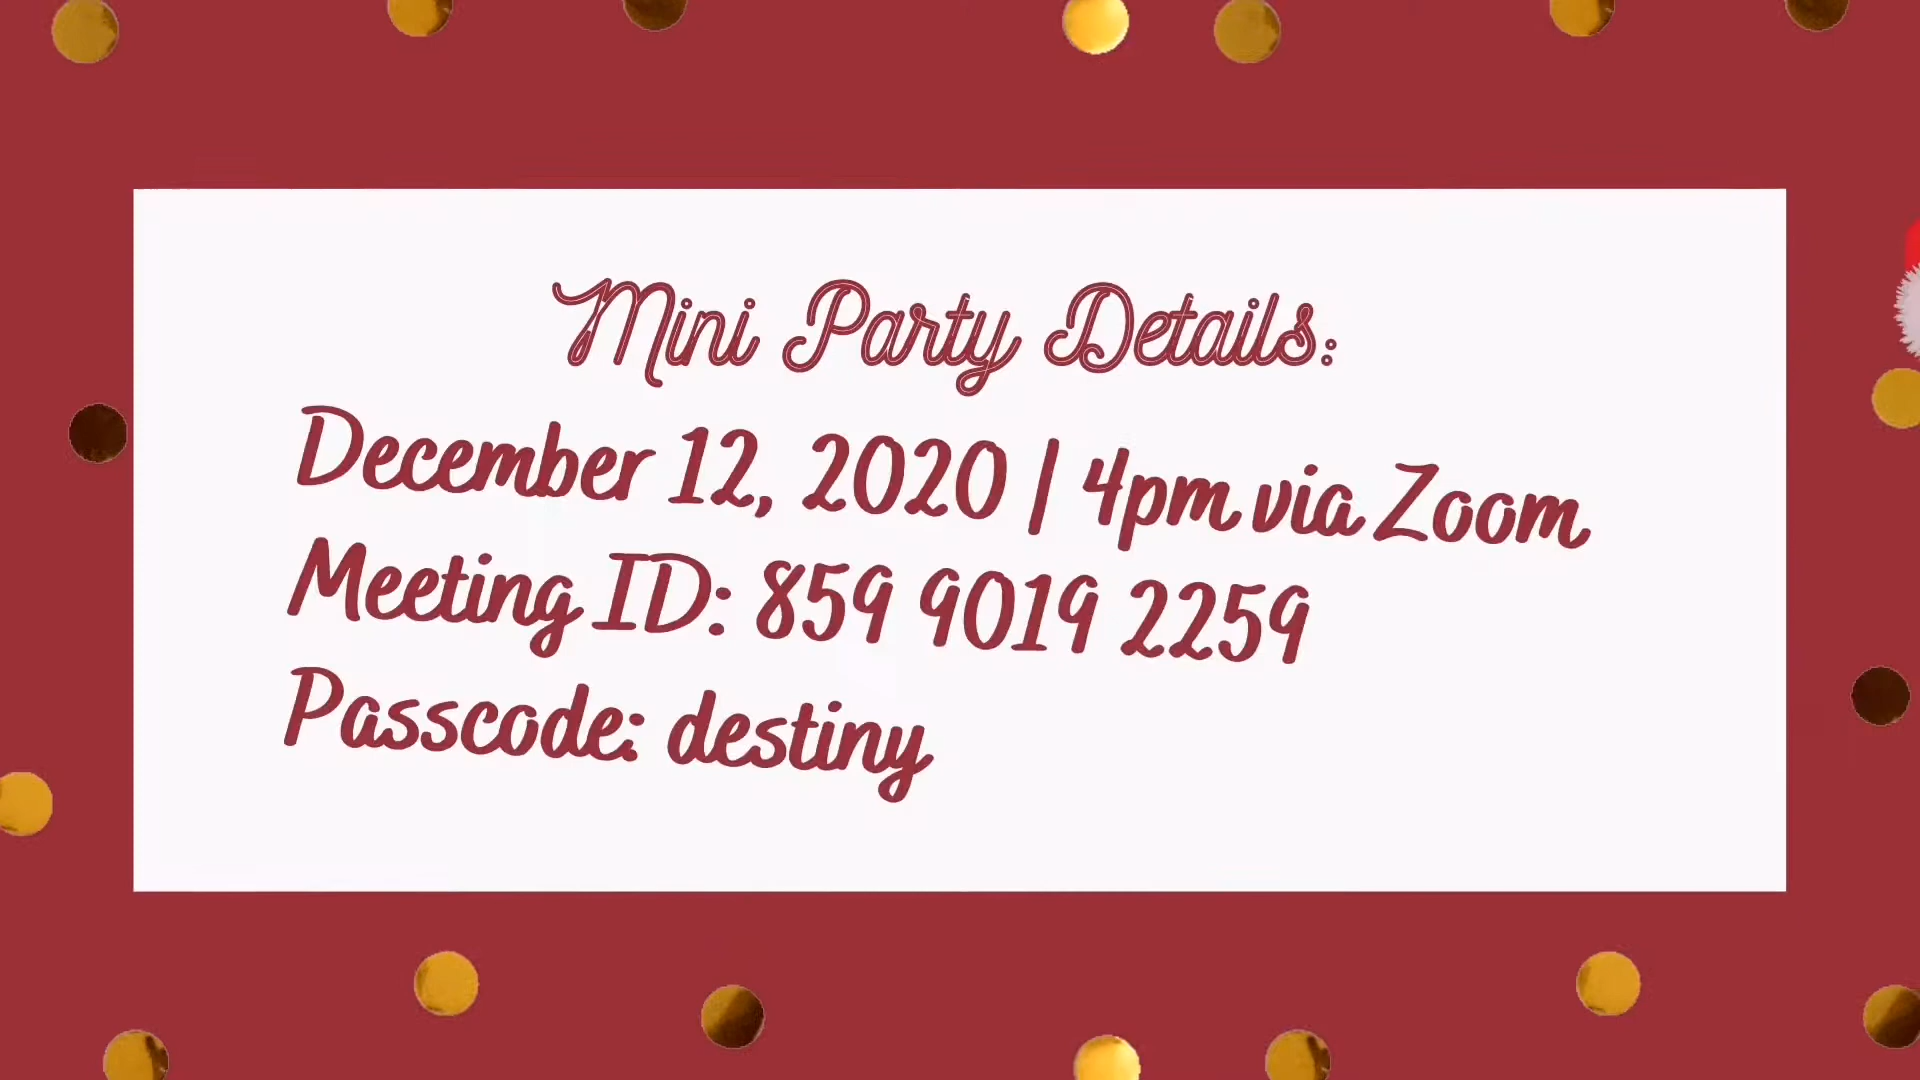 Mini Party Details:
December 12, 2020 | 4pm via Zoom
Meeting ID: 859 9019 2259
Passcode: destiny